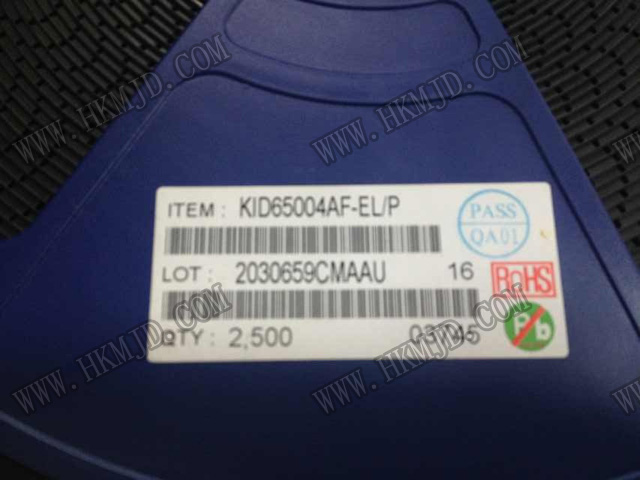 ITEM : KID65004AF-EL/P
PASS
QA01
LOT : 2030659CMAAU 16
RoHS
QTY : 2,500
Pb
WWW.HKMJD.COM
WWW.HKMJD.COM
WWW.HKMJD.COM
WWW.HKMJD.COM
WWW.HKMJD.COM